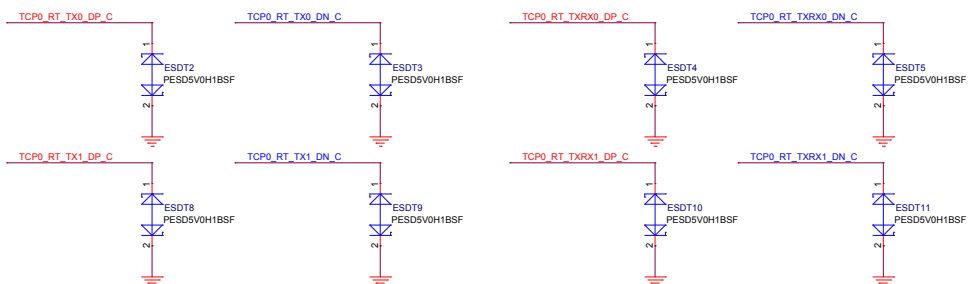 TCP0_RT_TX0_DP_C
TCP0_RT_TX0_DN_C
TCP0_RT_TXRX0_DP_C
TCP0_RT_TXRX0_DN_C
1
ESDT2
PESD5V0H1BSF
2
1
ESDT3
PESD5V0H1BSF
2
1
ESDT4
PESD5V0H1BSF
2
1
ESDT5
PESD5V0H1BSF
2
TCP0_RT_TX1_DP_C
TCP0_RT_TX1_DN_C
TCP0_RT_TXRX1_DP_C
TCP0_RT_TXRX1_DN_C
1
ESDT8
PESD5V0H1BSF
2
1
ESDT9
PESD5V0H1BSF
2
1
ESDT10
PESD5V0H1BSF
2
1
ESDT11
PESD5V0H1BSF
2